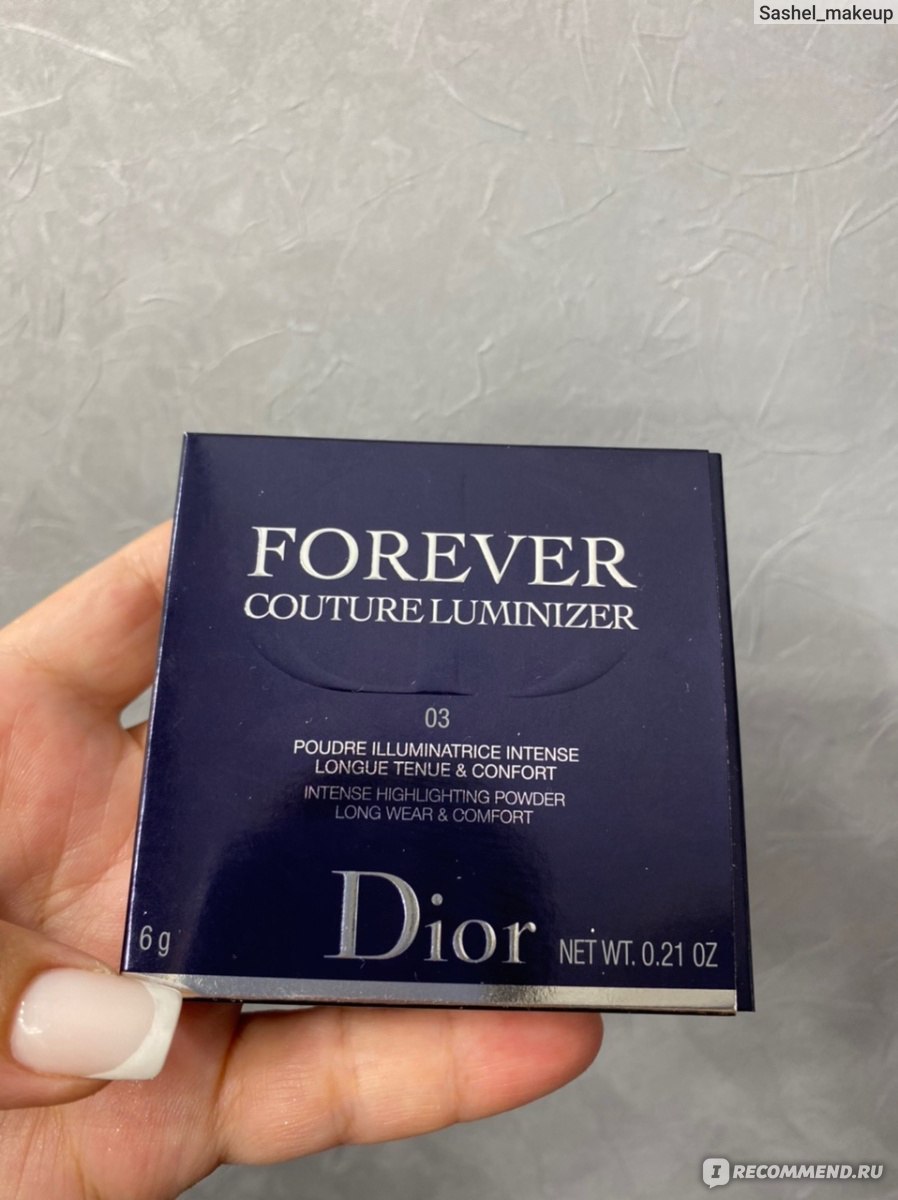 Sashel_makeup
FOREVER
COUTURE LUMINIZER
03
POUDRE ILLUMINATRICE INTENSE
LONGUE TENUE & CONFORT
INTENSE HIGHLIGHTING POWDER
LONG WEAR & COMFORT
6 g
Dior
NET WT. 0.21 OZ
IRECOMMEND.RU